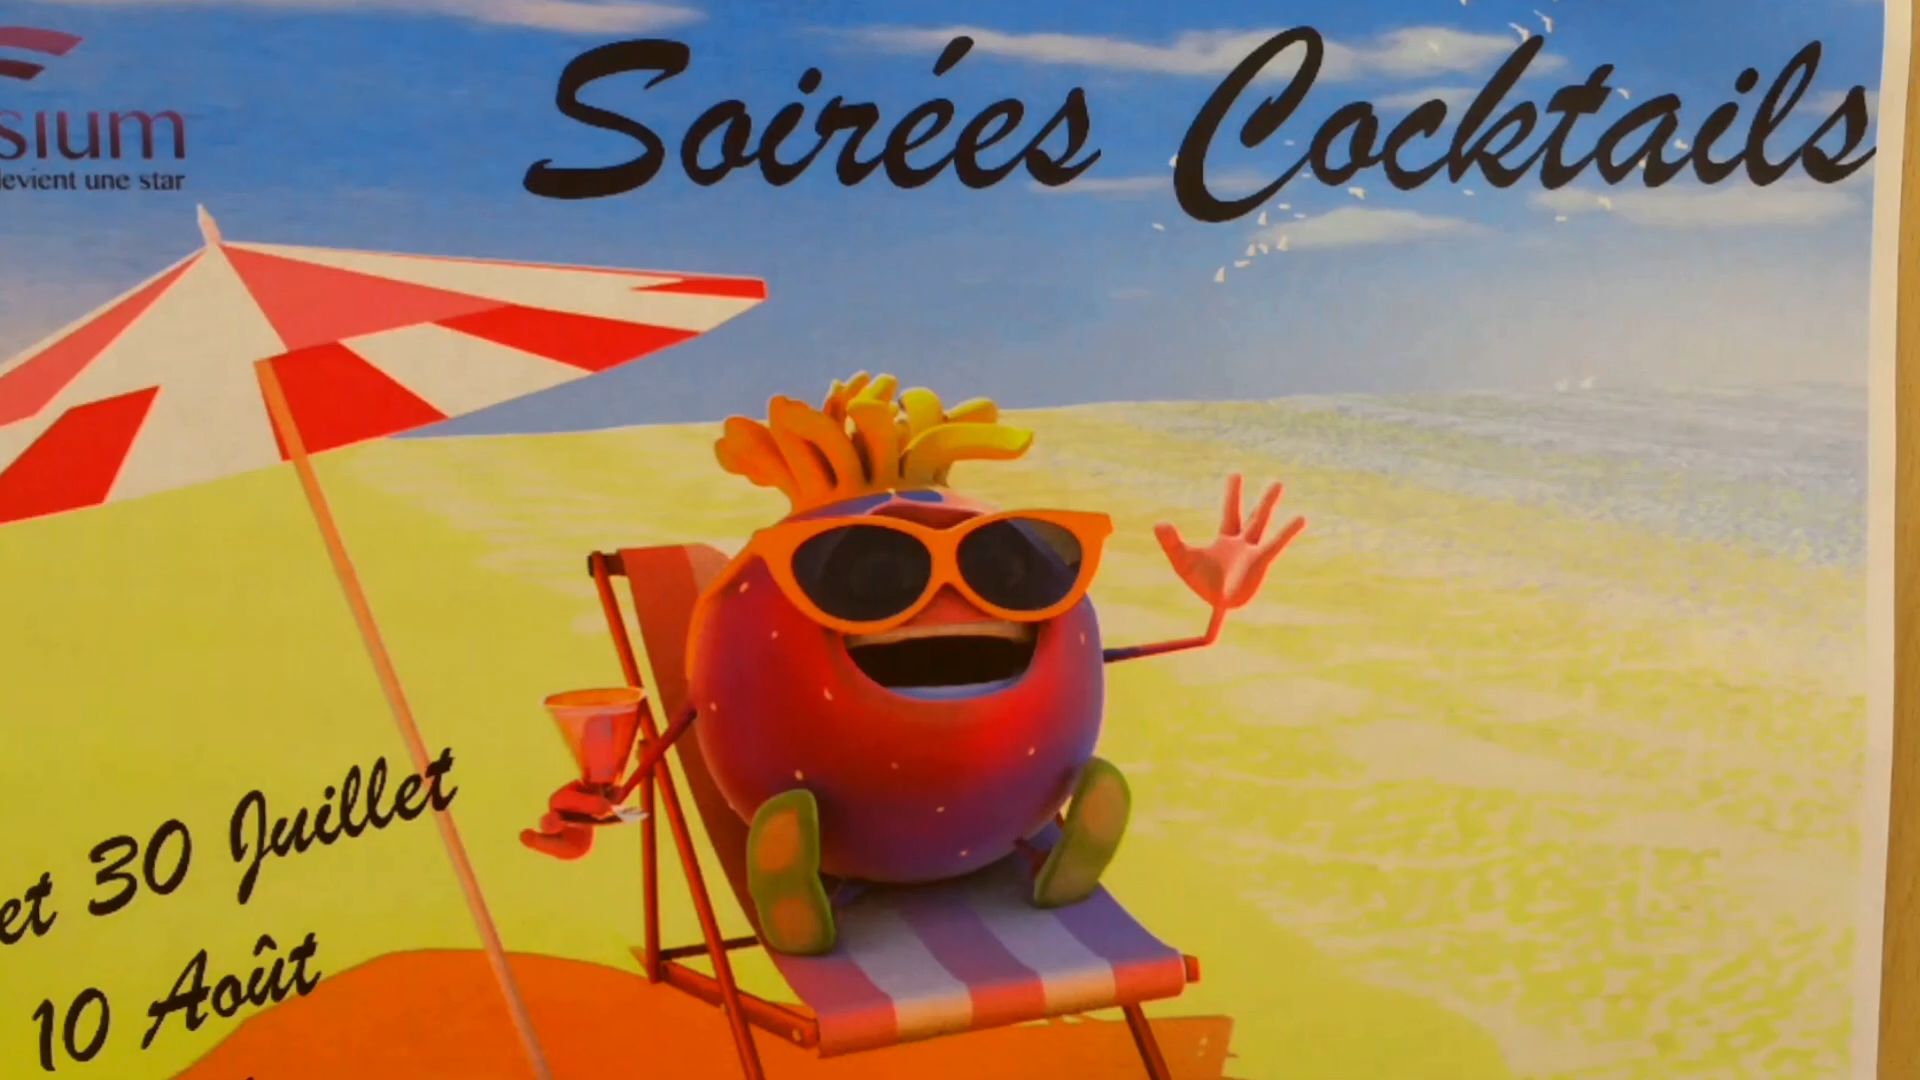 Soirées Cocktails
sium
devient une star
et 30 Juillet
10 Août